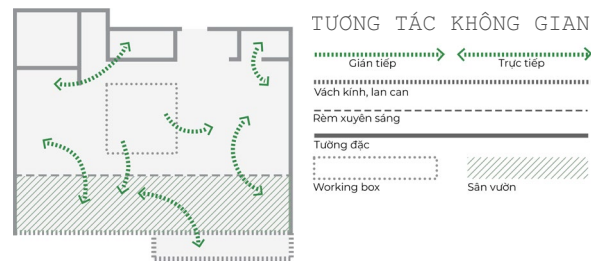 TƯƠNG TÁC KHÔNG GIAN
Gián tiếp Trực tiếp
Vách kính, lan can
Rèm xuyên sáng
Tường đặc
Working box Sân vườn